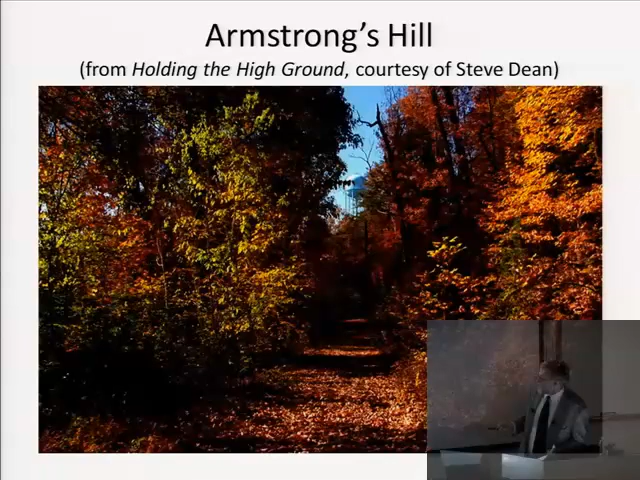 Armstrong's Hill
(from Holding the High Ground, courtesy of Steve Dean)